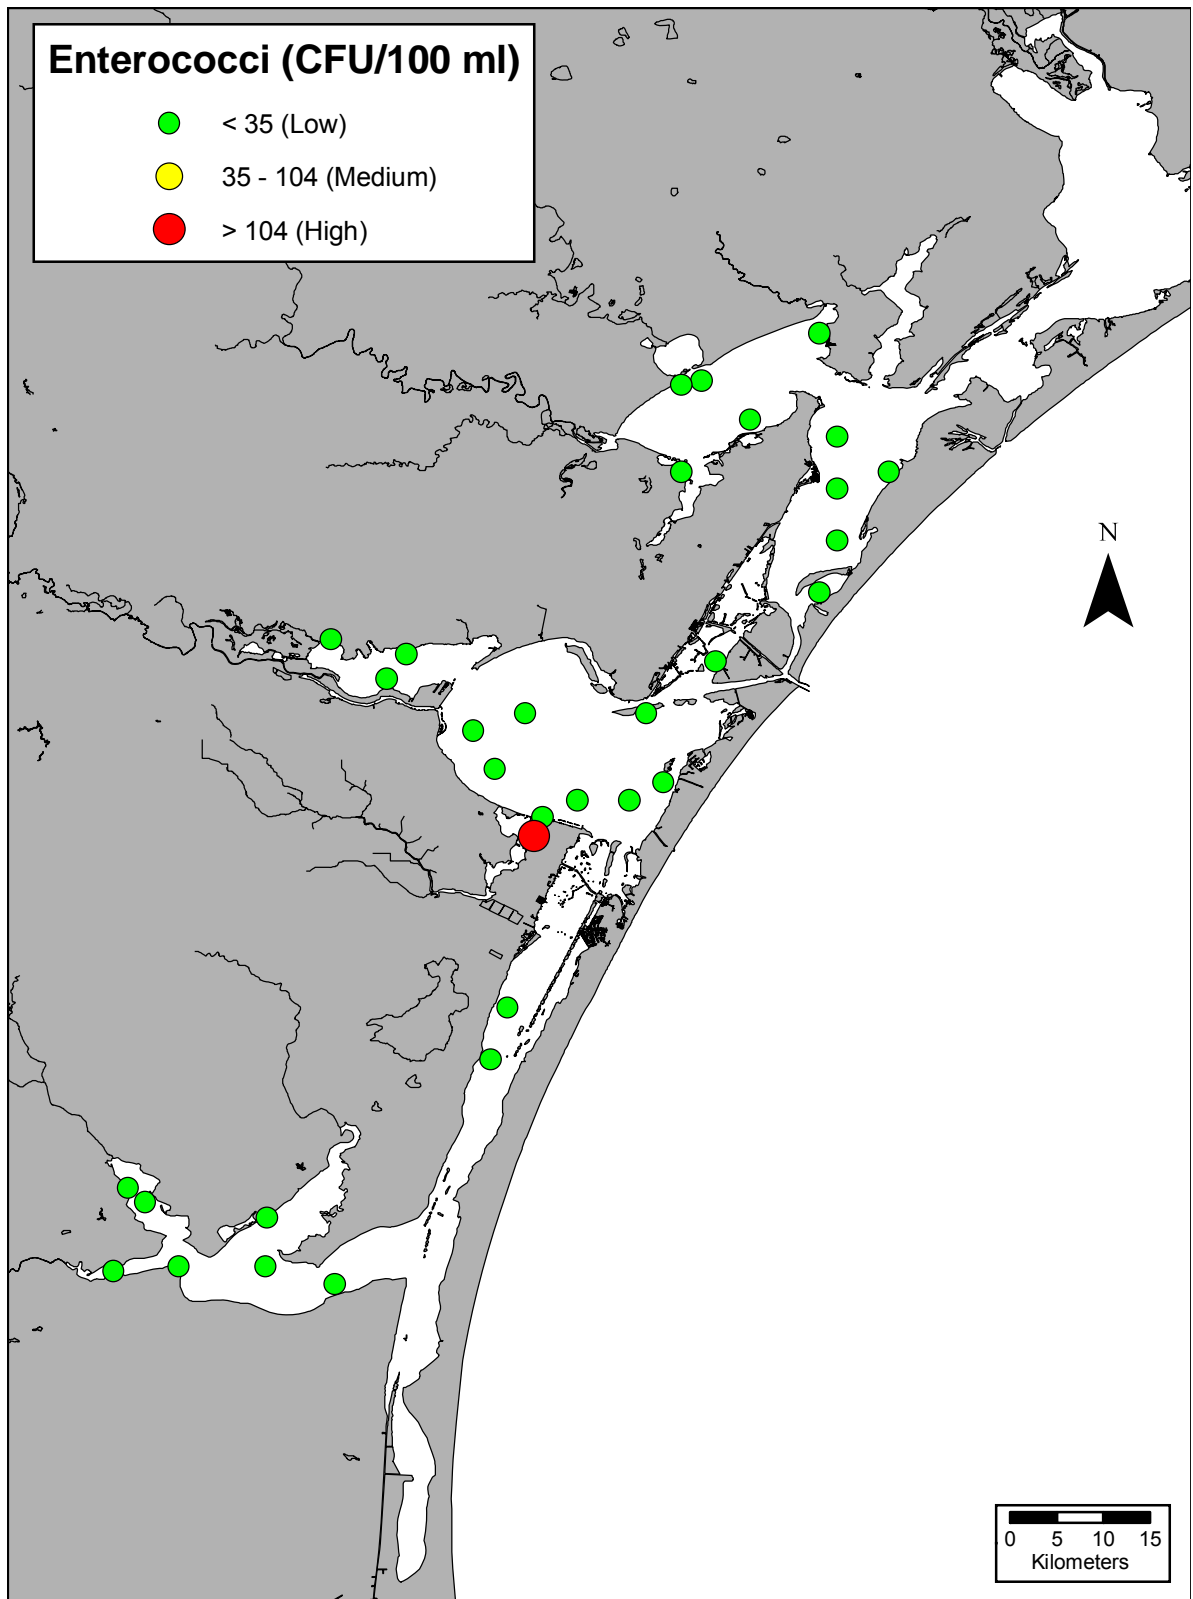 Enterococci (CFU/100 ml)
< 35 (Low)
35 - 104 (Medium)
> 104 (High)
N
0 5 10 15
Kilometers